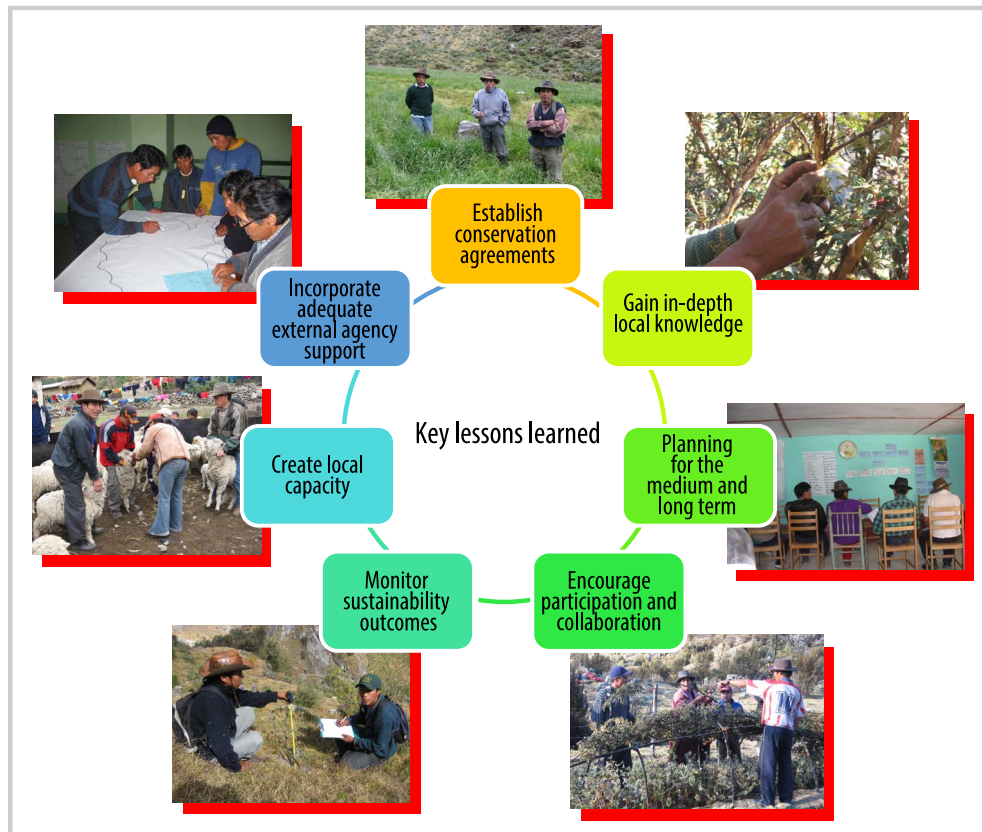 Establish
conservation
agreements
Gain in-depth
local knowledge
Planning
for the
medium and
long term
Encourage
participation and
collaboration
Monitor
sustainability
outcomes
Create local
capacity
Incorporate
adequate
external agency
support
Key lessons learned